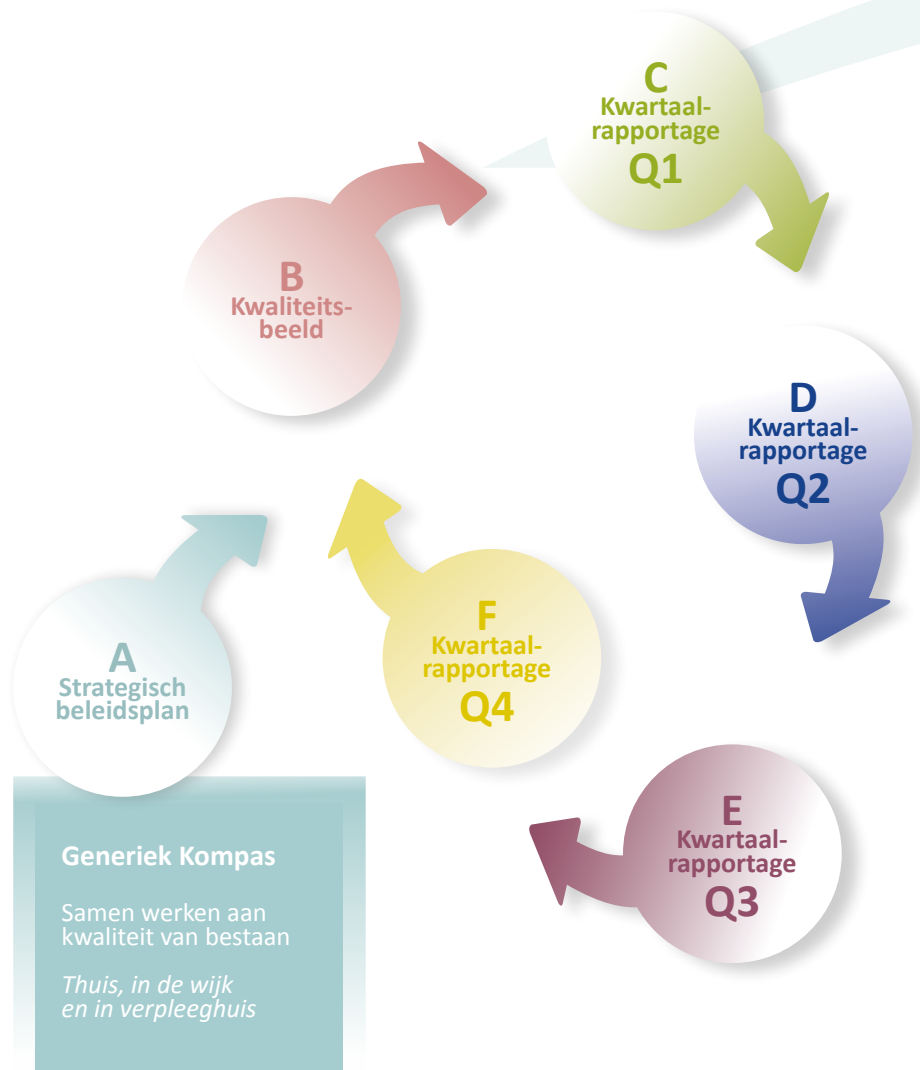 A
Strategisch
beleidsplan
B
Kwaliteits-
beeld
C
Kwartaal-
rapportage
Q1
D
Kwartaal-
rapportage
Q2
E
Kwartaal-
rapportage
Q3
F
Kwartaal-
rapportage
Q4
Generiek Kompas
Samen werken aan
kwaliteit van bestaan
Thuis, in de wijk
en in verpleeghuis